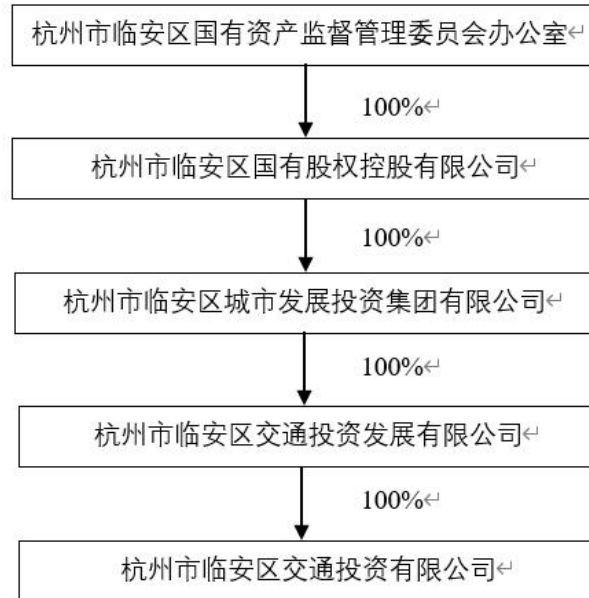 杭州市临安区国有资产监督管理委员会办公室↵
100%↵
杭州市临安区国有股权控股有限公司↵
100%↵
杭州市临安区城市发展投资集团有限公司↵
100%↵
杭州市临安区交通投资发展有限公司↵
100%↵
杭州市临安区交通投资有限公司↵